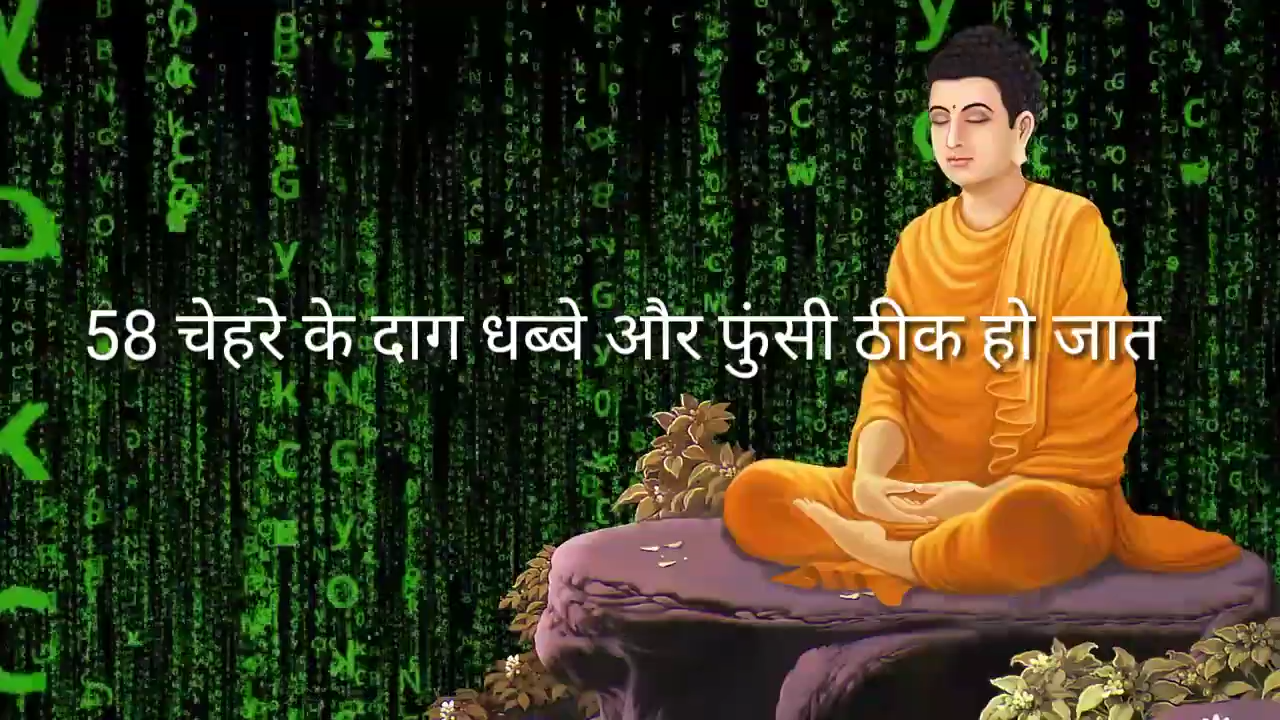 58 चेहरे के दाग धब्बे और फुंसी ठीक हो जात